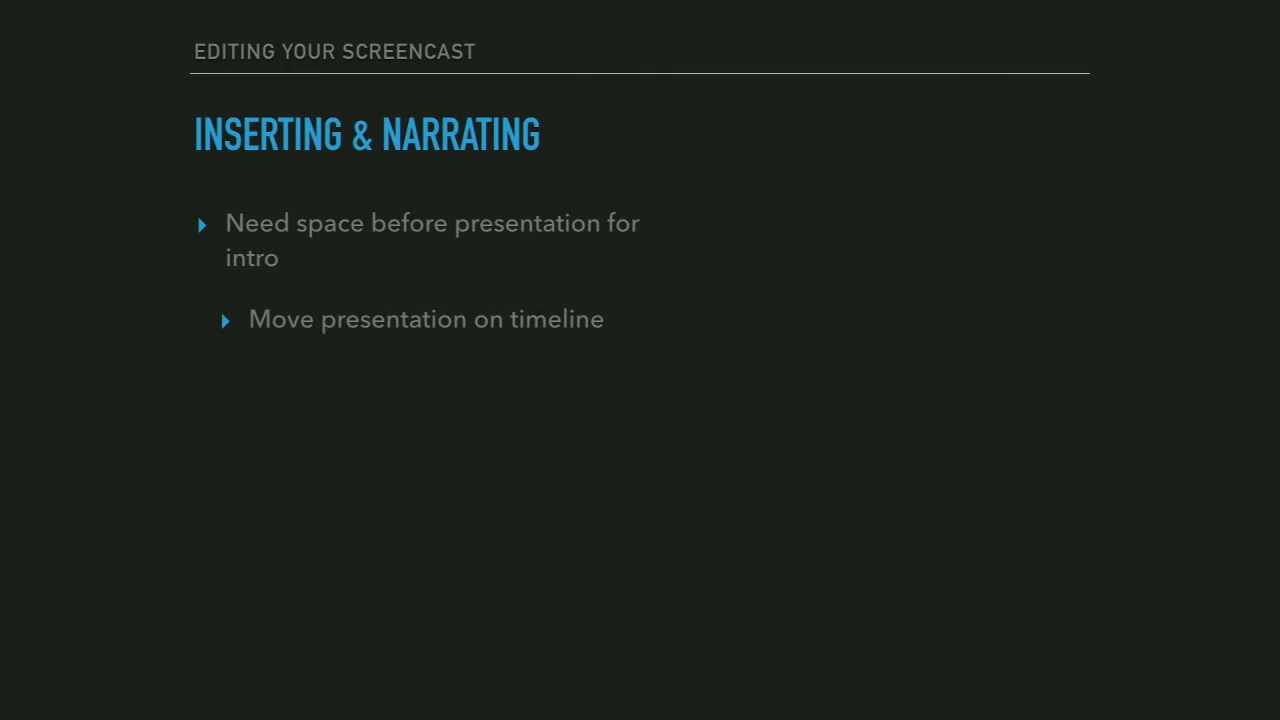 EDITING YOUR SCREENCAST
INSERTING & NARRATING
Need space before presentation for
intro
Move presentation on timeline